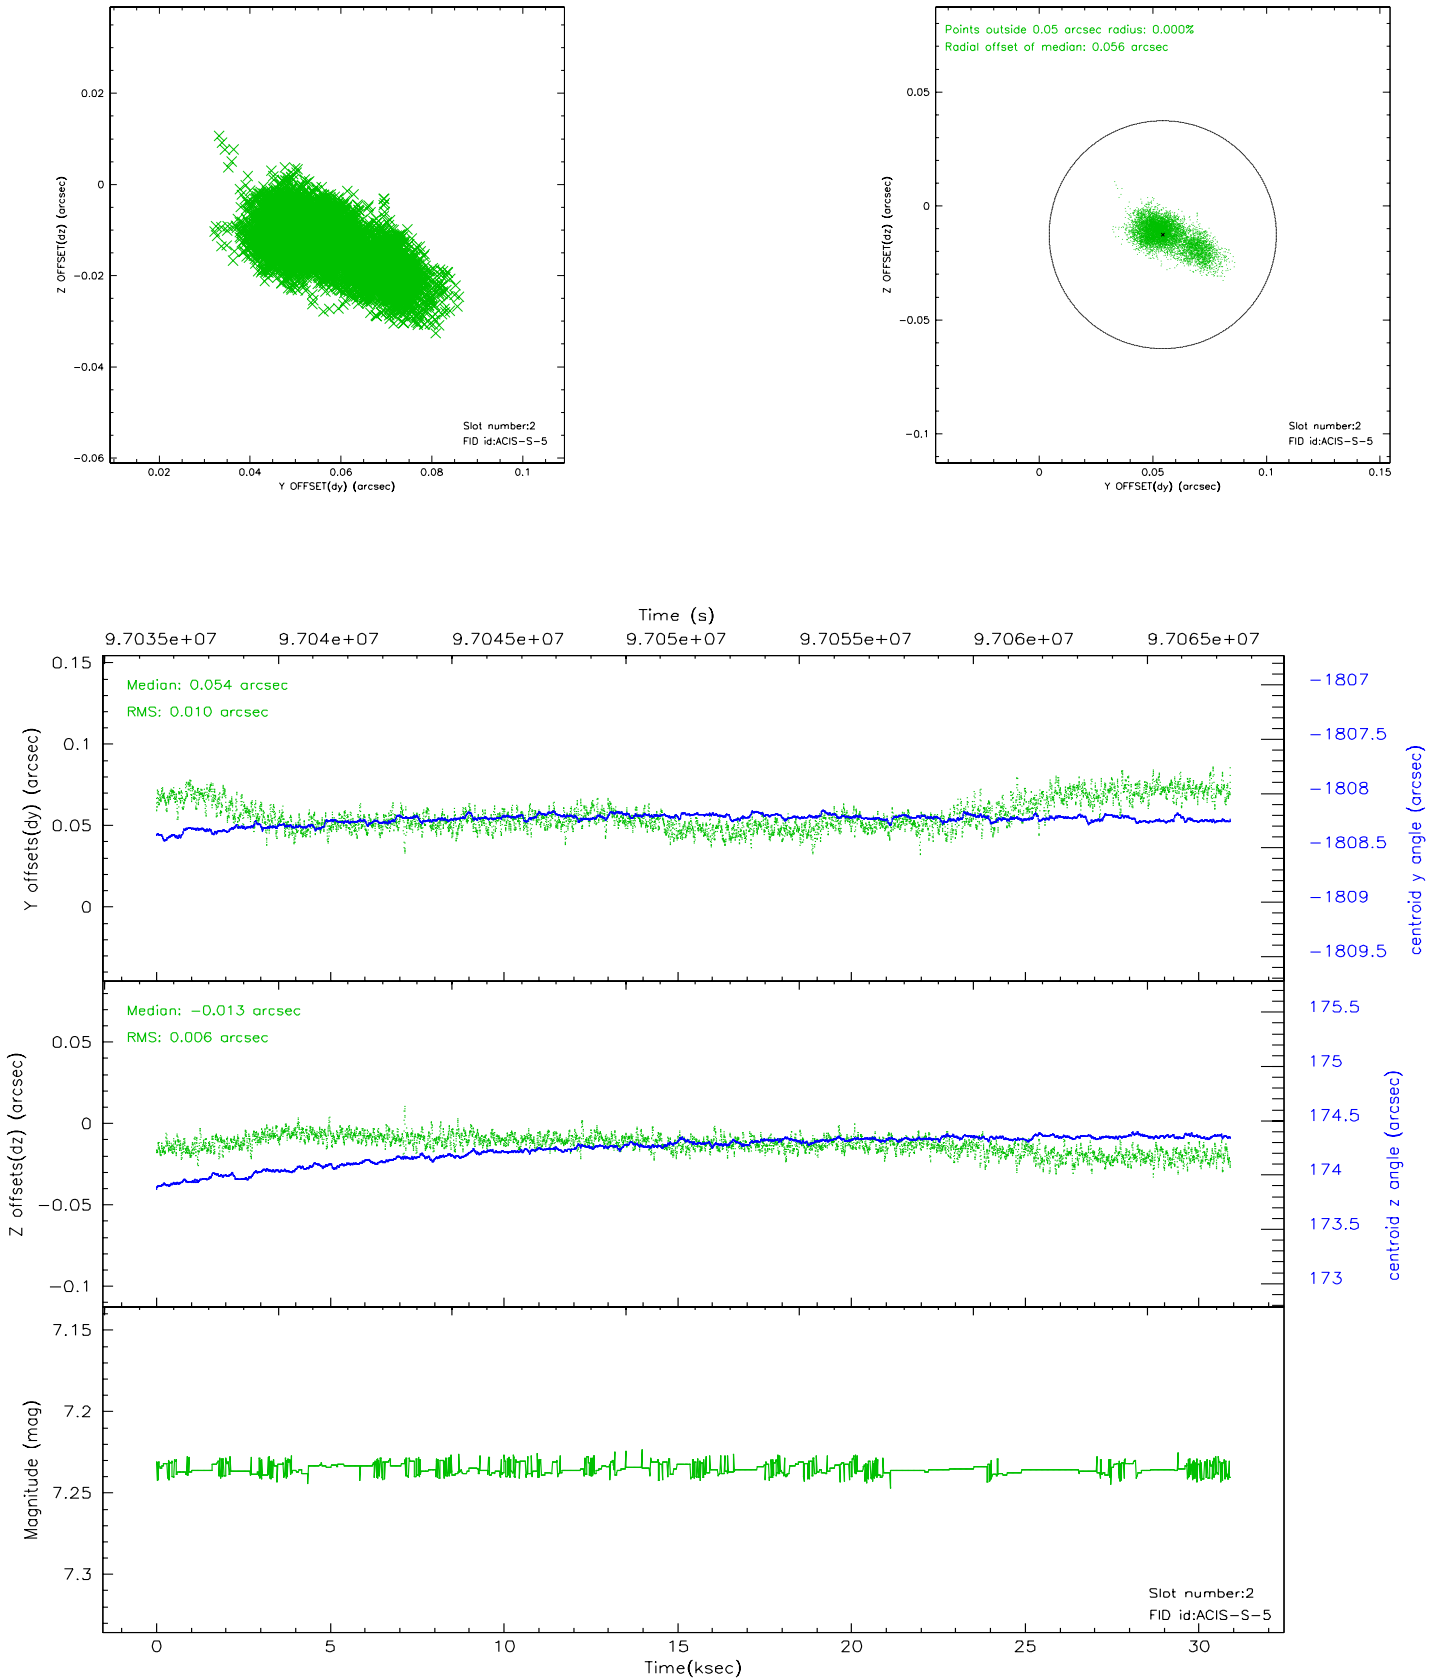 0.02
0
−0.02
−0.04
−0.06
Z OFFSET(dz) (arcsec)
Slot number:2
FID id:ACIS−S−5
0.02 0.04 0.06 0.08 0.1
Y OFFSET(dy) (arcsec)
Points outside 0.05 arcsec radius: 0.000%
Radial offset of median: 0.056 arcsec
0.05
0
−0.05
−0.1
Z OFFSET(dz) (arcsec)
Slot number:2
FID id:ACIS−S−5
0 0.05 0.1 0.15
Y OFFSET(dy) (arcsec)
Time (s)
9.7035e+07 9.704e+07 9.7045e+07 9.705e+07 9.7055e+07 9.706e+07 9.7065e+07
Median: 0.054 arcsec
RMS: 0.010 arcsec
0.15
0.1
0.05
0
Y offsets(dy) (arcsec)
−1807
−1807.5
−1808
−1808.5
−1809
−1809.5
centroid y angle (arcsec)
Median: −0.013 arcsec
RMS: 0.006 arcsec
0.05
0
−0.05
−0.1
Z offsets(dz) (arcsec)
175.5
175
174.5
174
173.5
173
centroid z angle (arcsec)
7.15
7.2
7.25
7.3
Magnitude (mag)
Slot number:2
FID id:ACIS−S−5
0 5 10 15 20 25 30
Time(ksec)